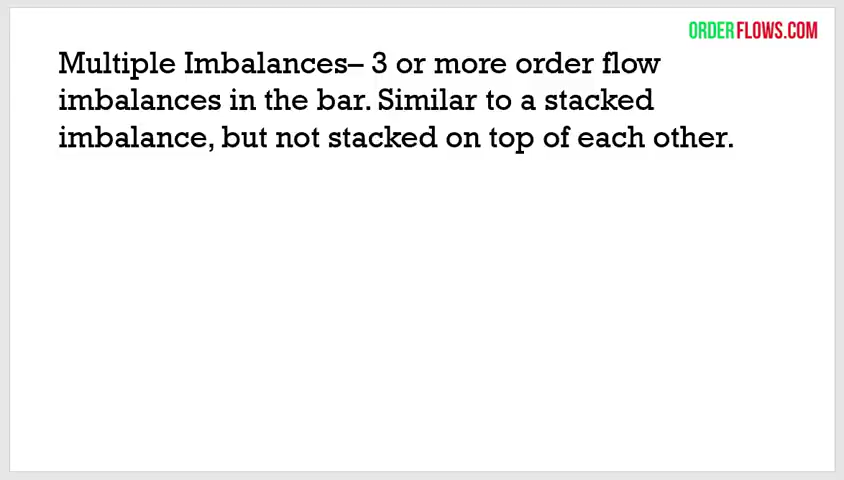 ORDERFLOWS.COM
Multiple Imbalances– 3 or more order flow
imbalances in the bar. Similar to a stacked
imbalance, but not stacked on top of each other.